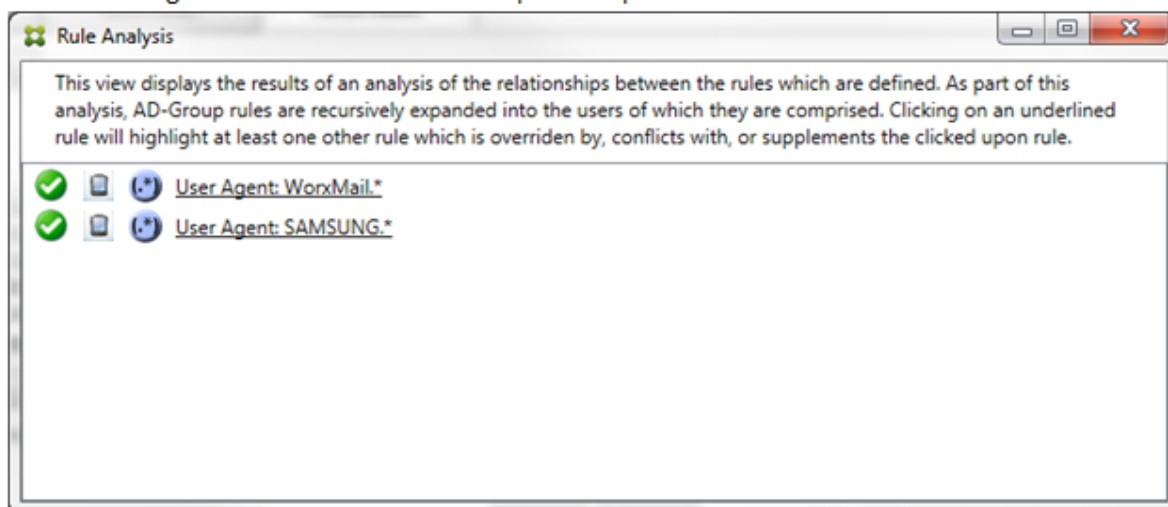 Rule Analysis
This view displays the results of an analysis of the relationships between the rules which are defined. As part of this
analysis, AD-Group rules are recursively expanded into the users of which they are comprised. Clicking on an underlined
rule will highlight at least one other rule which is overriden by, conflicts with, or supplements the clicked upon rule.
(.*) User Agent: WorxMail.*
(.*) User Agent: SAMSUNG.*